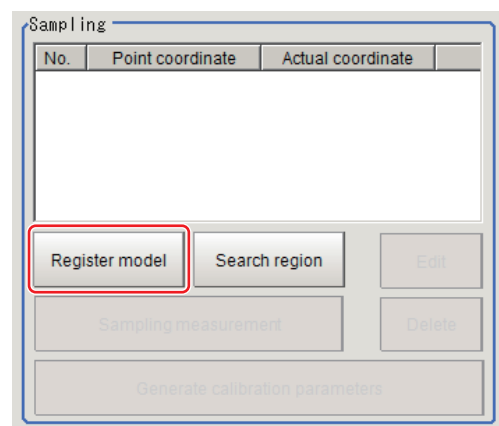 Sampling
No. Point coordinate Actual coordinate
Register model Search region Edit
Sampling measurement Delete
Generate calibration parameters